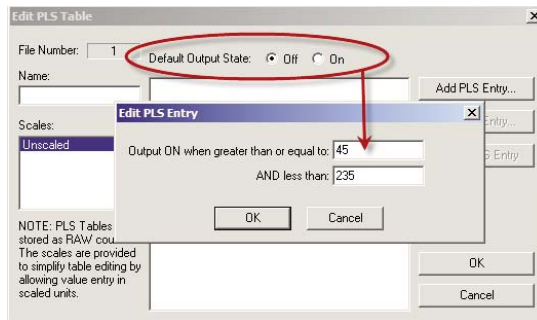 Edit PLS Table
File Number: 1
Default Output State: Off On
Name:
Add PLS Entry...
Edit PLS Entry
Entry...
Scales:
Unscaled
Output ON when greater than or equal to: 45
Entry
AND less than: 235
OK Cancel
NOTE: PLS Tables
stored as RAW
The scales are provided
to simplify table editing by
allowing value entry in
scaled units.
OK
Cancel